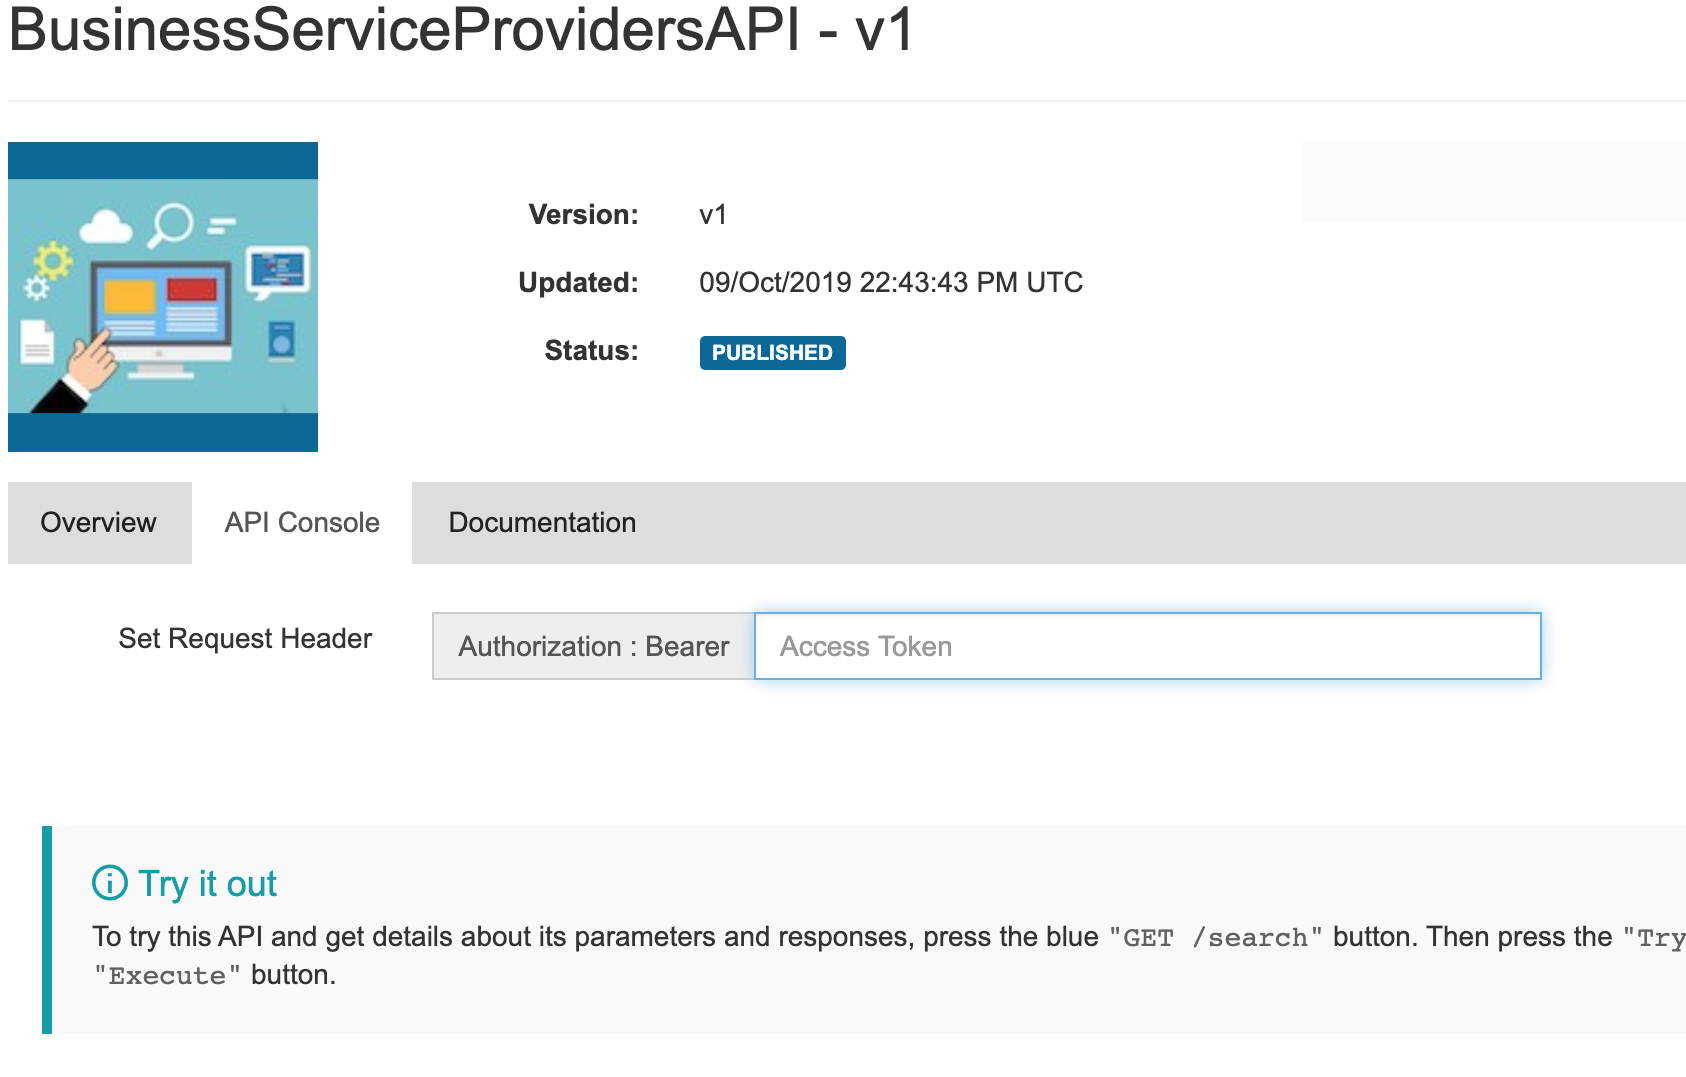 BusinessServiceProvidersAPI - v1
Version: v1
Updated: 09/Oct/2019 22:43:43 PM UTC
Status: PUBLISHED
Overview API Console Documentation
Set Request Header Authorization : Bearer Access Token
Try it out
To try this API and get details about its parameters and responses, press the blue "GET /search" button. Then press the "Try
"Execute" button.